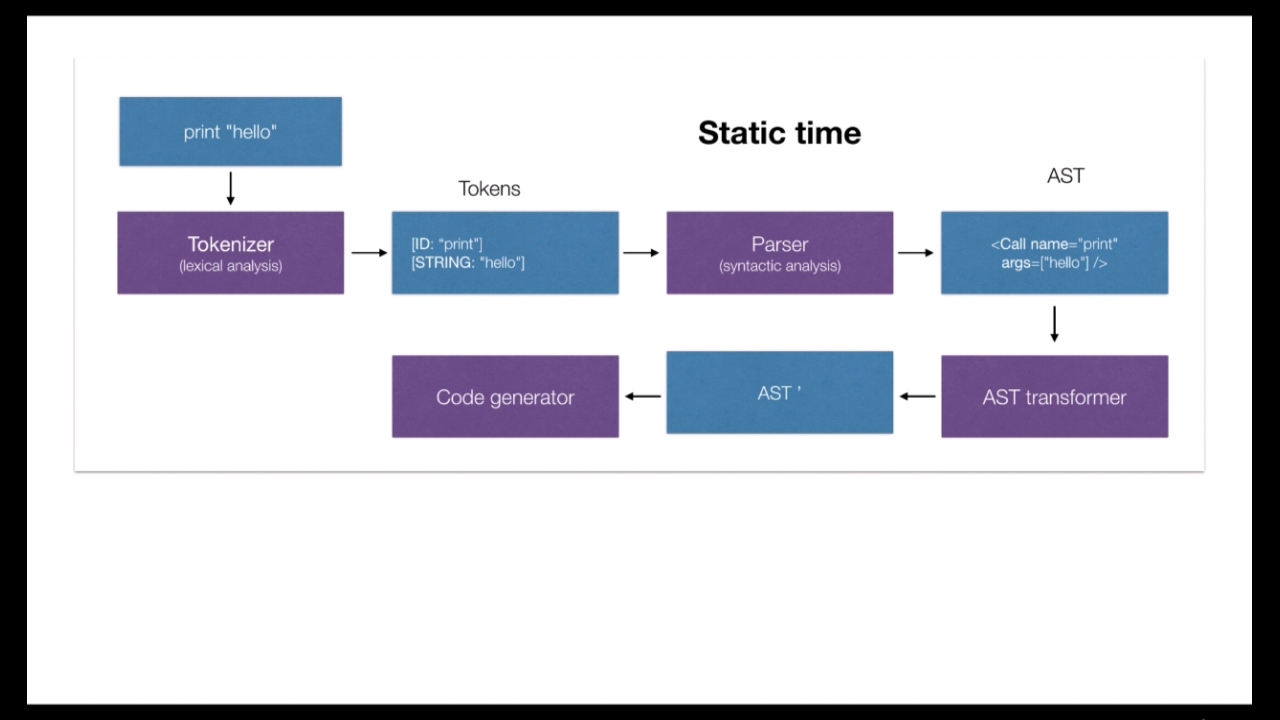 print "hello"
Static time
Tokens
AST
Tokenizer
(lexical analysis)
[ID: “print”]
[STRING: “hello”]
Parser
(syntactic analysis)
<Call name="print"
args=["hello"] />
Code generator
AST ’
AST transformer